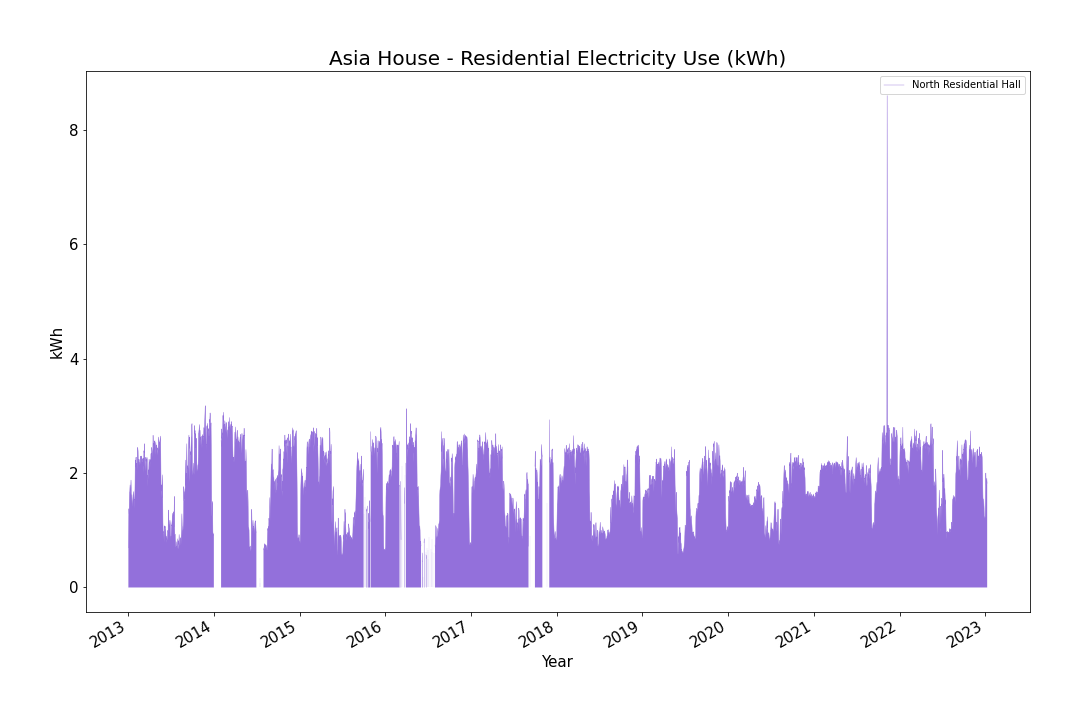 Asia House - Residential Electricity Use (kWh)
North Residential Hall
8
6
4
2
0
kWh
2013 2014 2015 2016 2017 2018 2019 2020 2021 2022 2023
Year